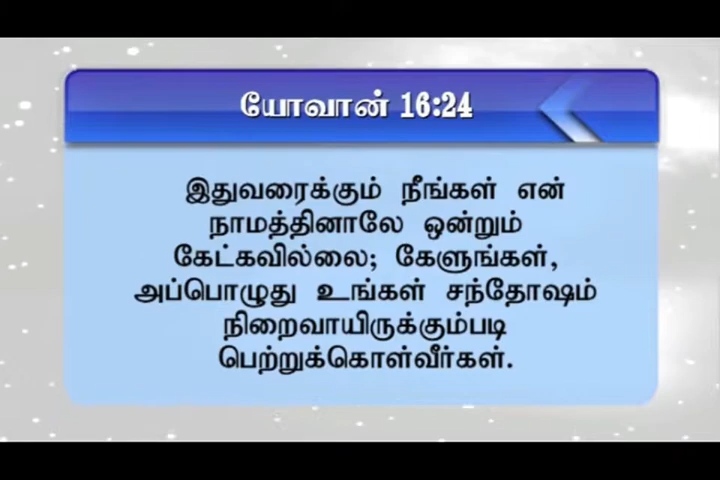 யோவான் 16:24
இதுவரைக்கும் நீங்கள் என்
நாமத்தினாலே ஒன்றும்
கேட்கவில்லை; கேளுங்கள்,
அப்பொழுது உங்கள் சந்தோஷம்
நிறைவாயிருக்கும்படி
பெற்றுக்கொள்வீர்கள்.